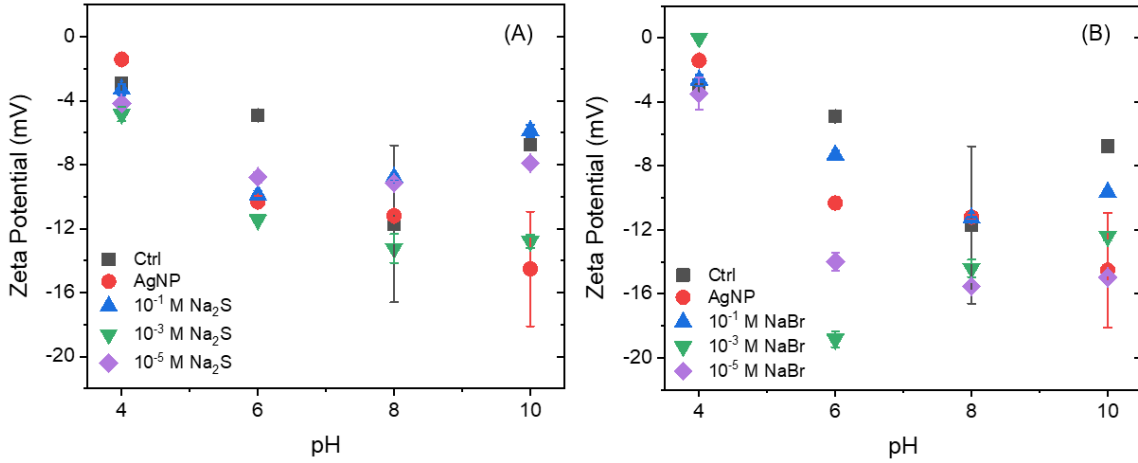 (A)
Zeta Potential (mV)
0
-4
-8
-12
-16
-20
Ctrl
AgNP
10⁻¹ M Na₂S
10⁻³ M Na₂S
10⁻⁵ M Na₂S
4 6 8 10
pH
(B)
Zeta Potential (mV)
0
-4
-8
-12
-16
-20
Ctrl
AgNP
10⁻¹ M NaBr
10⁻³ M NaBr
10⁻⁵ M NaBr
4 6 8 10
pH